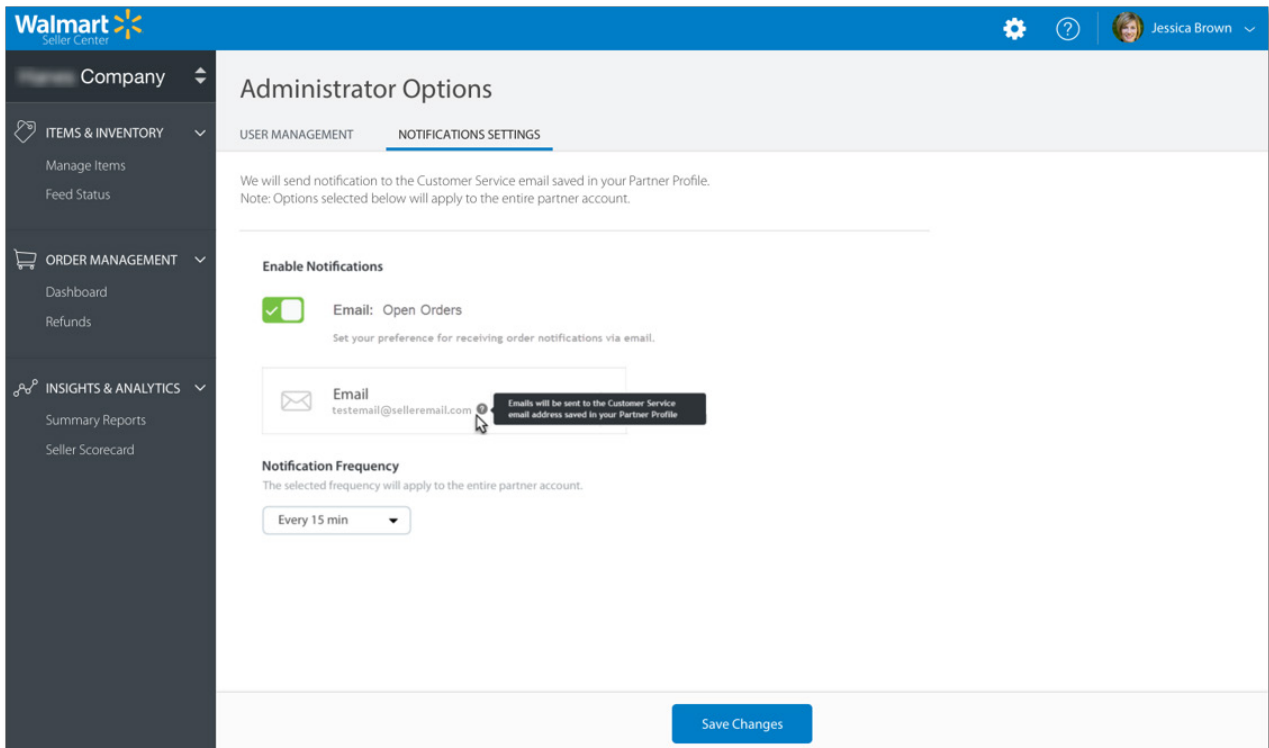 Walmart
Seller Center
Jessica Brown
Company
ITEMS & INVENTORY
Manage Items
Feed Status
ORDER MANAGEMENT
Dashboard
Refunds
INSIGHTS & ANALYTICS
Summary Reports
Seller Scorecard
Administrator Options
USER MANAGEMENT
NOTIFICATIONS SETTINGS
We will send notification to the Customer Service email saved in your Partner Profile.
Note: Options selected below will apply to the entire partner account.
Enable Notifications
Email: Open Orders
Set your preference for receiving order notifications via email.
Email
testemail@selleremail.com
Emails will be sent to the Customer Service
email address saved in your Partner Profile
Notification Frequency
The selected frequency will apply to the entire partner account.
Every 15 min
Save Changes